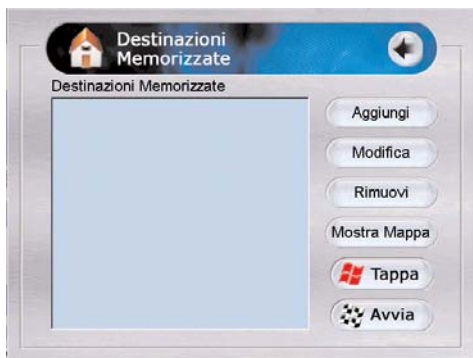 Destinazioni
Memorizzate
Destinazioni Memorizzate
Aggiungi
Modifica
Rimuovi
Mostra Mappa
Tappa
Avvia